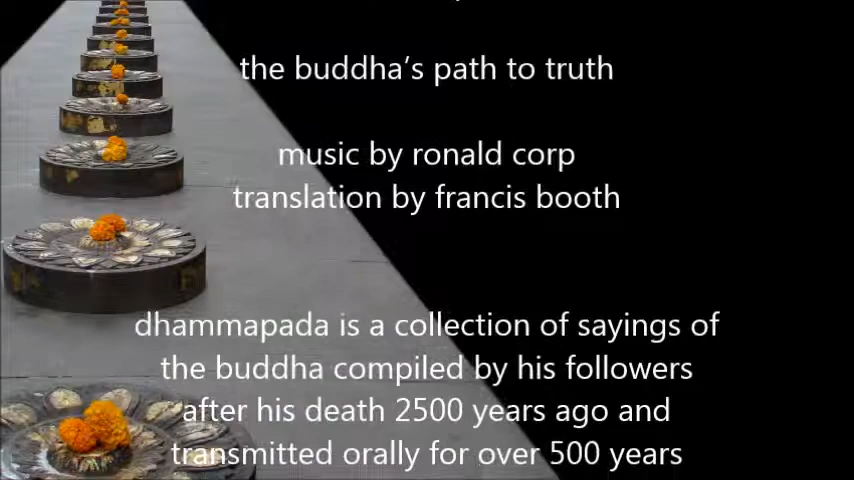 the buddha’s path to truth
music by ronald corp
translation by francis booth
dhammapada is a collection of sayings of
the buddha compiled by his followers
after his death 2500 years ago and
transmitted orally for over 500 years